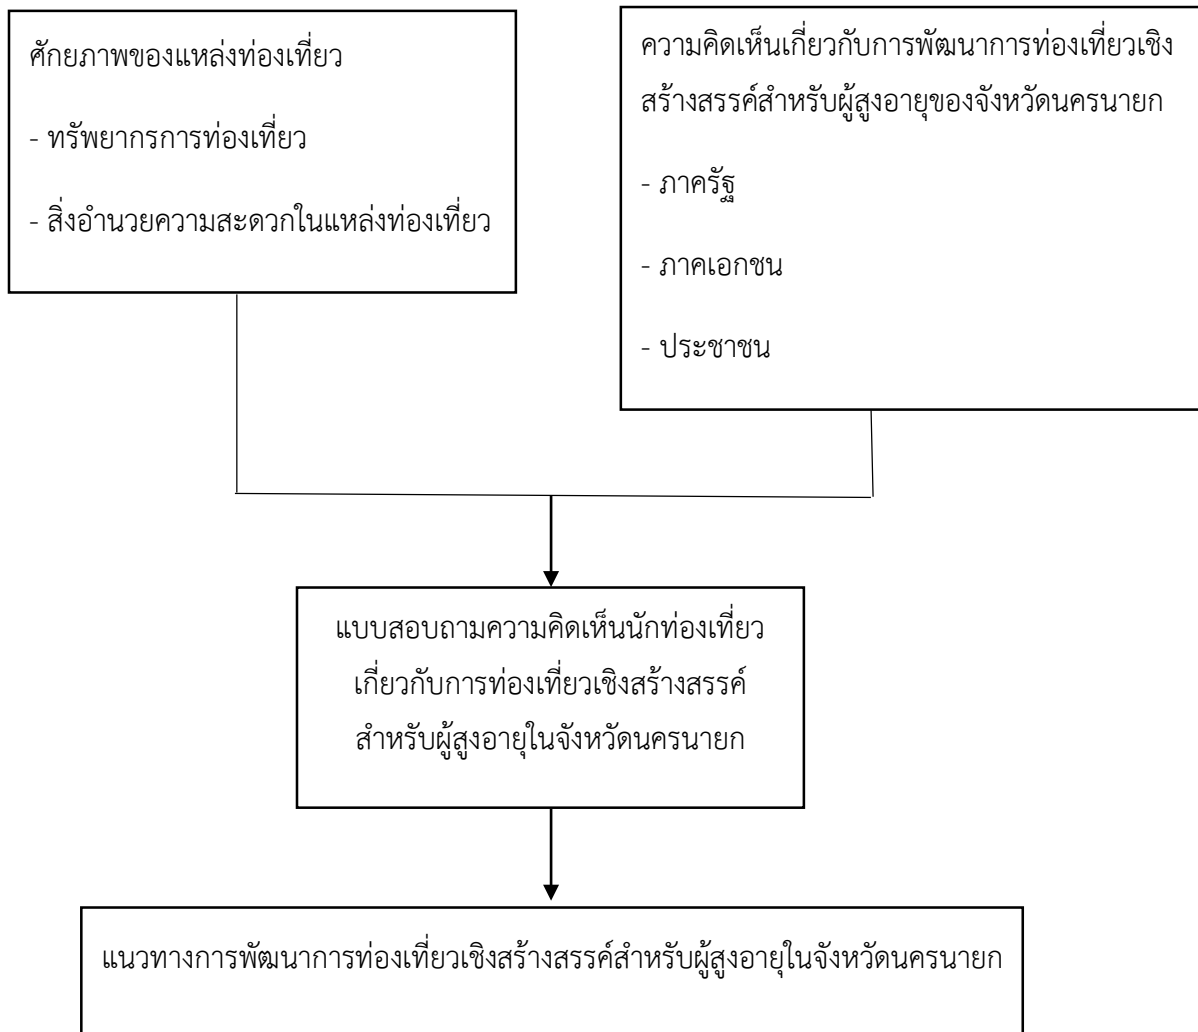 ศักยภาพของแหล่งท่องเที่ยว
- ทรัพยากรการท่องเที่ยว
- สิ่งอำนวยความสะดวกในแหล่งท่องเที่ยว
ความคิดเห็นเกี่ยวกับการพัฒนาการท่องเที่ยวเชิง
สร้างสรรค์สำหรับผู้สูงอายุของจังหวัดนครนายก
- ภาครัฐ
- ภาคเอกชน
- ประชาชน
แบบสอบถามความคิดเห็นนักท่องเที่ยว
เกี่ยวกับการท่องเที่ยวเชิงสร้างสรรค์
สำหรับผู้สูงอายุในจังหวัดนครนายก
แนวทางการพัฒนาการท่องเที่ยวเชิงสร้างสรรค์สำหรับผู้สูงอายุในจังหวัดนครนายก